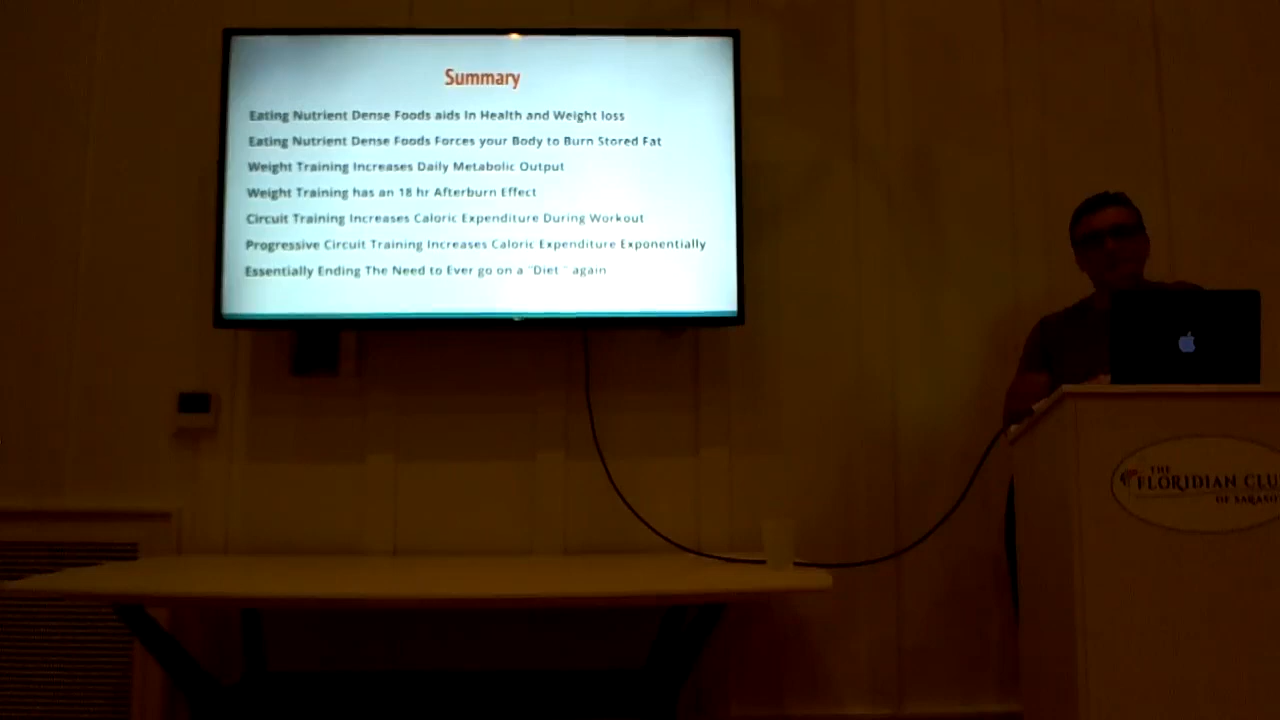 Summary
Eating Nutrient Dense Foods aids In Health and Weight loss
Eating Nutrient Dense Foods Forces your Body to Burn Stored Fat
Weight Training Increases Daily Metabolic Output
Weight Training has an 18 hr Afterburn Effect
Circuit Training Increases Caloric Expenditure During Workout
Progressive Circuit Training Increases Caloric Expenditure Exponentially
Essentially Ending The Need to Ever go on a "Diet " again
THE
FLORIDIAN CLU
OF SARASO